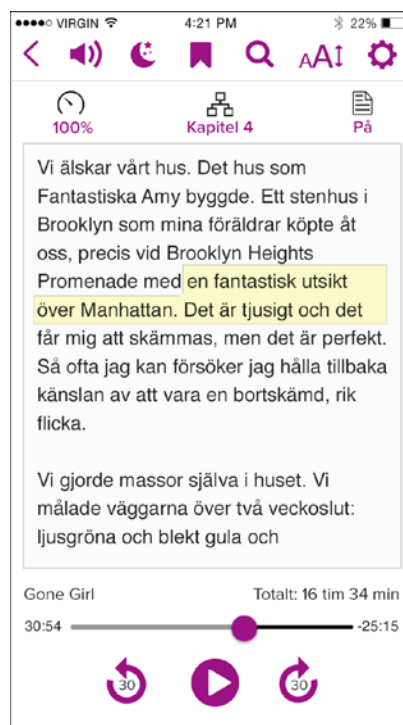 VIRGIN 4:21 PM 22%
AAI
100% Kapitel 4 På
Vi älskar vårt hus. Det hus som
Fantastiska Amy byggde. Ett stenhus i
Brooklyn som mina föräldrar köpte åt
oss, precis vid Brooklyn Heights
Promenade med en fantastisk utsikt
över Manhattan. Det är tjusigt och det
får mig att skämmas, men det är perfekt.
Så ofta jag kan försöker jag hålla tillbaka
känslan av att vara en bortskämd, rik
flicka.
Vi gjorde massor själva i huset. Vi
målade väggarna över två veckoslut:
ljusgröna och blekt gula och
Gone Girl Totalt: 16 tim 34 min
30:54 -25:15
30 30